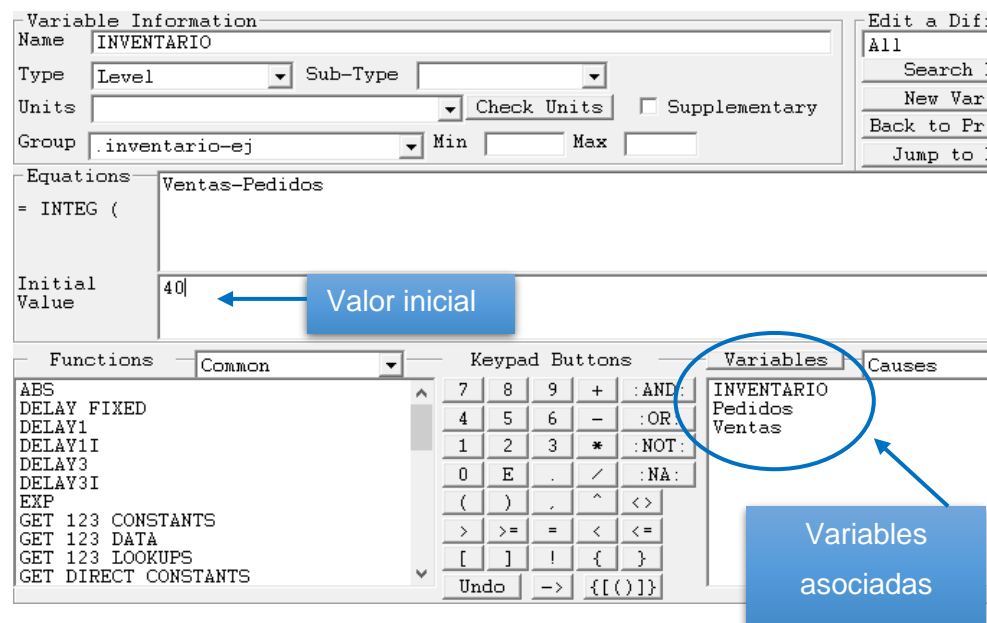 Variable Information
Edit a Dif
Name INVENTARIO
All
Type Level Sub-Type
Search
Units Check Units Supplementary
New Var
Group .inventario-ej Min Max
Back to Pr
Jump to
Equations
Ventas-Pedidos
= INTEG (
Initial Value
40
Valor inicial
Functions Common
Keypad Buttons
Variables Causes
ABS
DELAY FIXED
DELAY1
DELAY1I
DELAY3
DELAY3I
EXP
GET 123 CONSTANTS
GET 123 DATA
GET 123 LOOKUPS
GET DIRECT CONSTANTS
7 8 9 + :AND:
4 5 6 - :OR:
1 2 3 * :NOT:
0 E . / :NA:
( ) , ^ <>
> >= = < <=
[ ] ! { }
Undo -> {[()]}
INVENTARIO
Pedidos
Ventas
Variables
asociadas